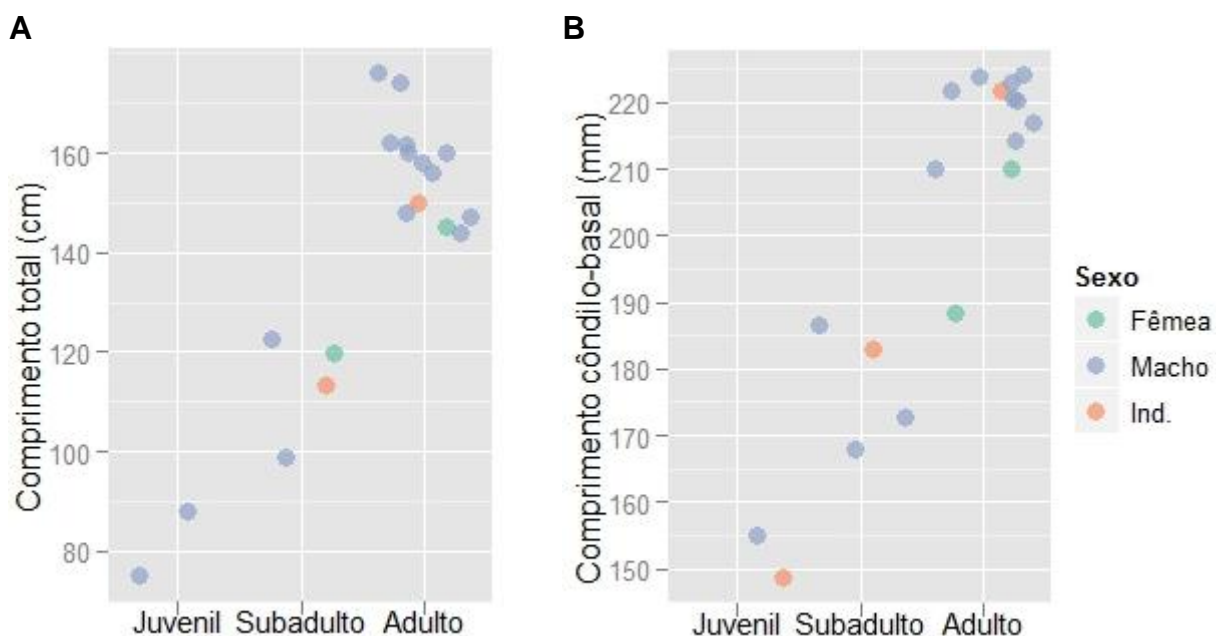 A
B
Comprimento total (cm)
160
140
120
100
80
Juvenil Subadulto Adulto
Comprimento côndilo-basal (mm)
220
210
200
190
180
170
160
150
Juvenil Subadulto Adulto
Sexo
Fêmea
Macho
Ind.